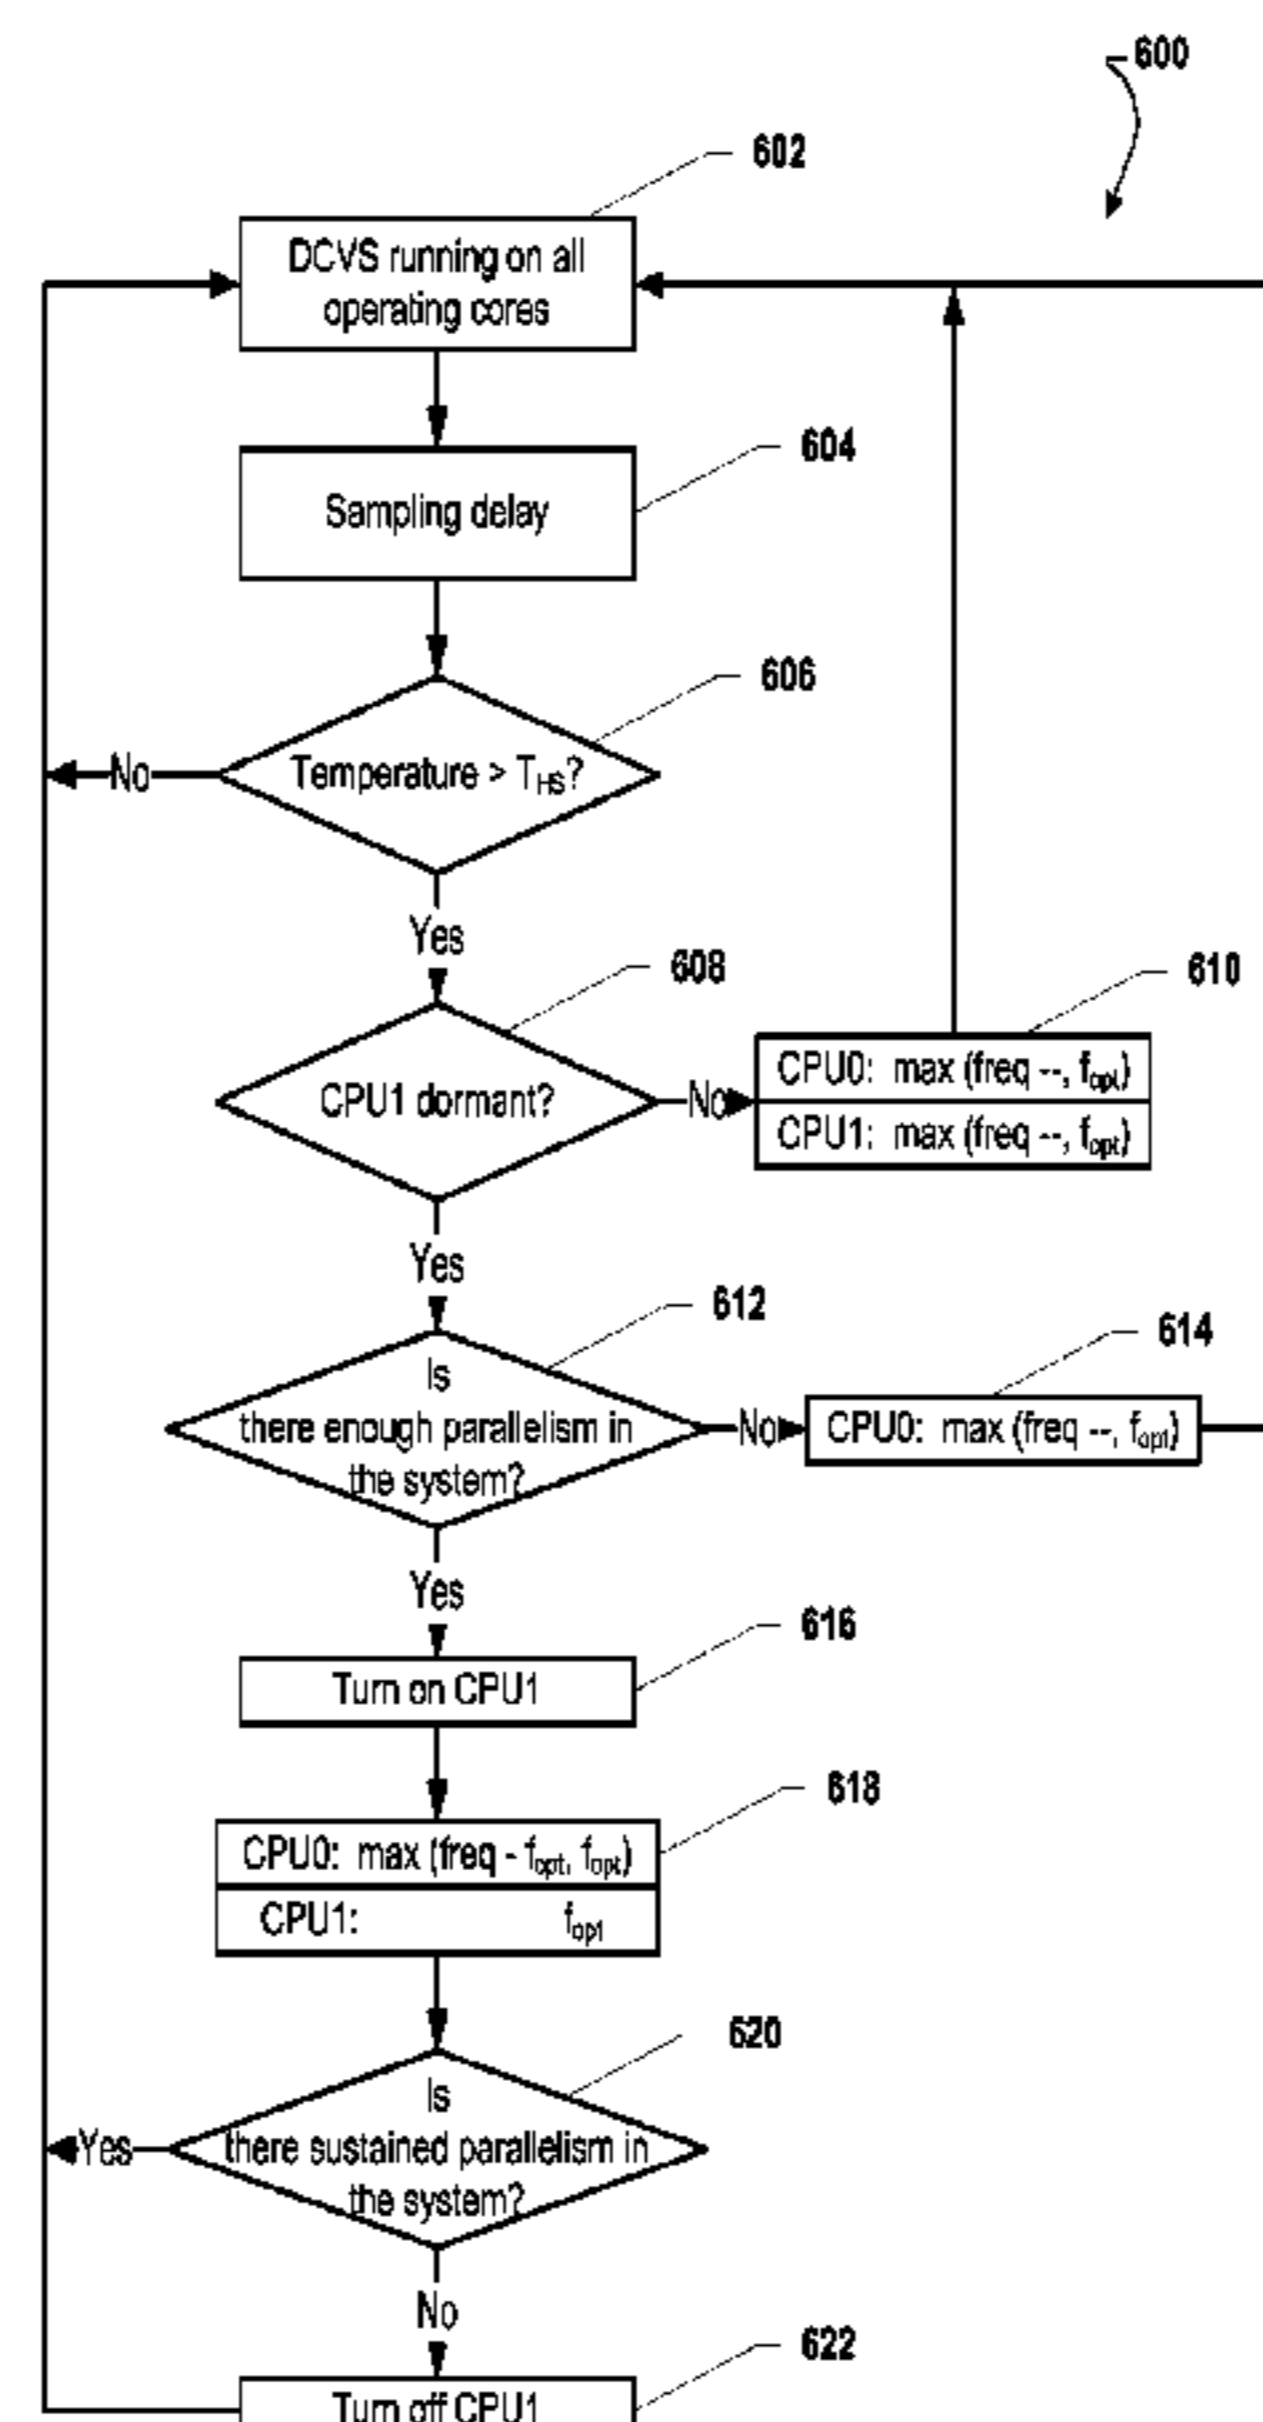 600
602
DCVS running on all
operating cores
604
Sampling delay
606
Temperature > THS?
No
Yes
608
CPU1 dormant?
No
610
CPU0: max (freq --, fopt)
CPU1: max (freq --, fopt)
Yes
612
Is
there enough parallelism in
the system?
No
614
CPU0: max (freq --, fopt)
Yes
616
Turn on CPU1
618
CPU0: max (freq - fopt, fopt)
CPU1: fopt
620
Is
there sustained parallelism in
the system?
Yes
No
622
Turn off CPU1